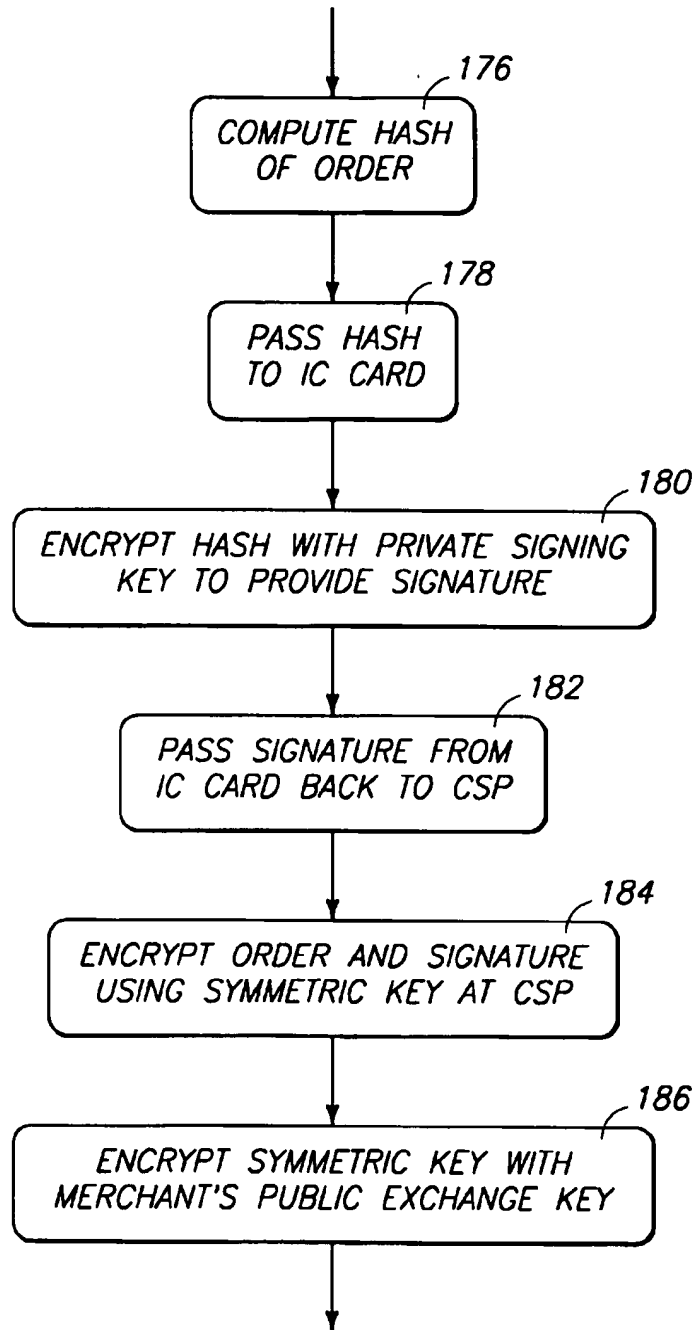 176
COMPUTE HASH
OF ORDER
178
PASS HASH
TO IC CARD
180
ENCRYPT HASH WITH PRIVATE SIGNING
KEY TO PROVIDE SIGNATURE
182
PASS SIGNATURE FROM
IC CARD BACK TO CSP
184
ENCRYPT ORDER AND SIGNATURE
USING SYMMETRIC KEY AT CSP
186
ENCRYPT SYMMETRIC KEY WITH
MERCHANT'S PUBLIC EXCHANGE KEY